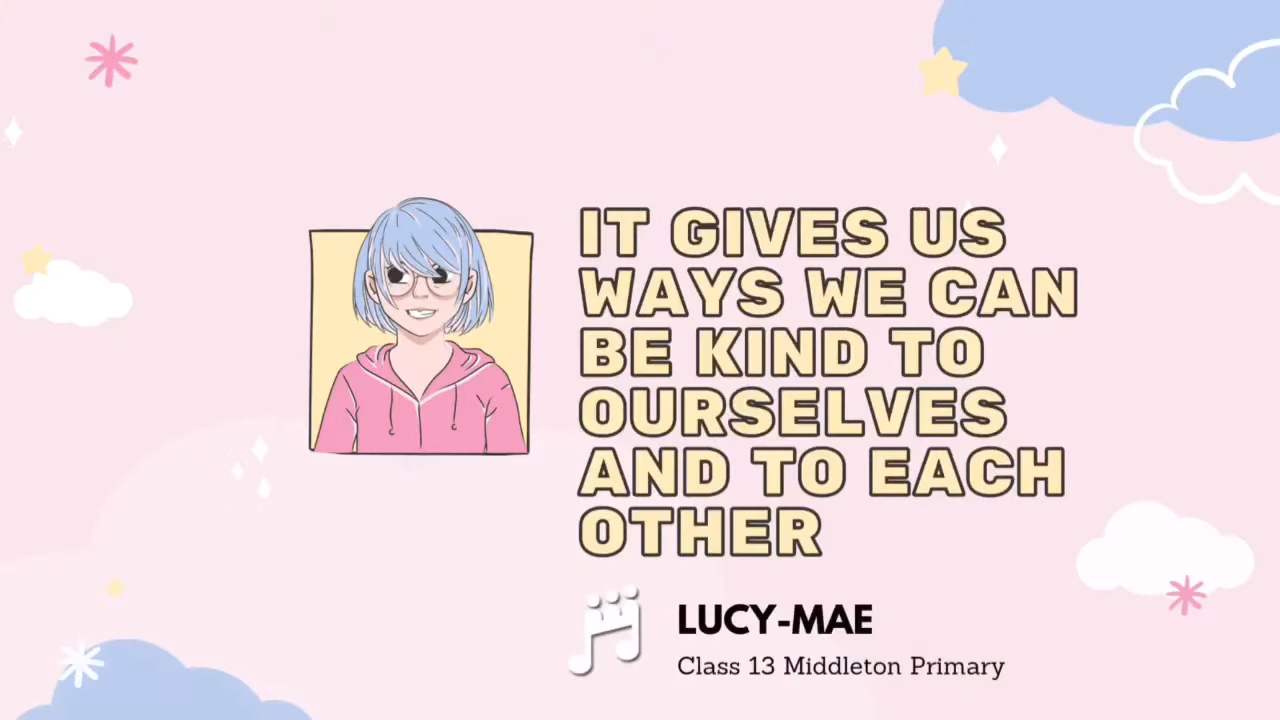 IT GIVES US
WAYS WE CAN
BE KIND TO
OURSELVES
AND TO EACH
OTHER
LUCY-MAE
Class 13 Middleton Primary